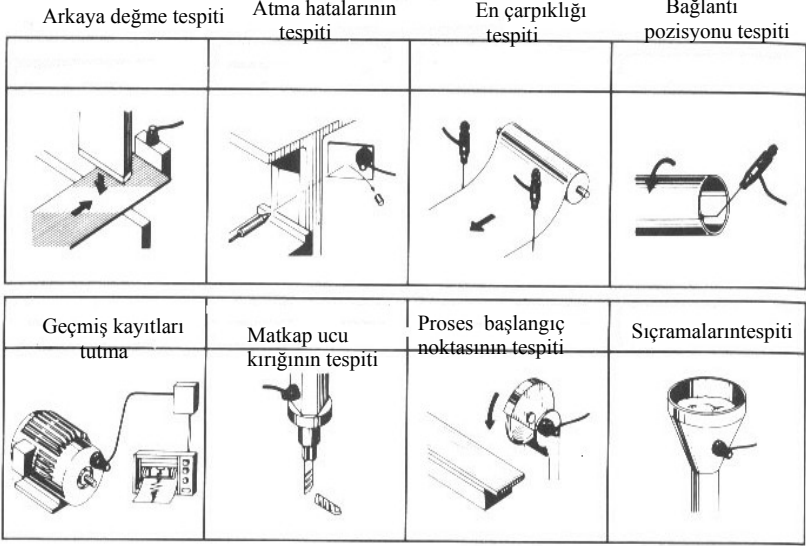 Arkaya değme tespiti
Atma hatalarının
tespiti
En çarpıklığı
tespiti
Bağlantı
pozisyonu tespiti
Geçmiş kayıtları
tutma
Matkap ucu
kırığının tespiti
Proses başlangıç
noktasının tespiti
Sıçramalarıntespiti